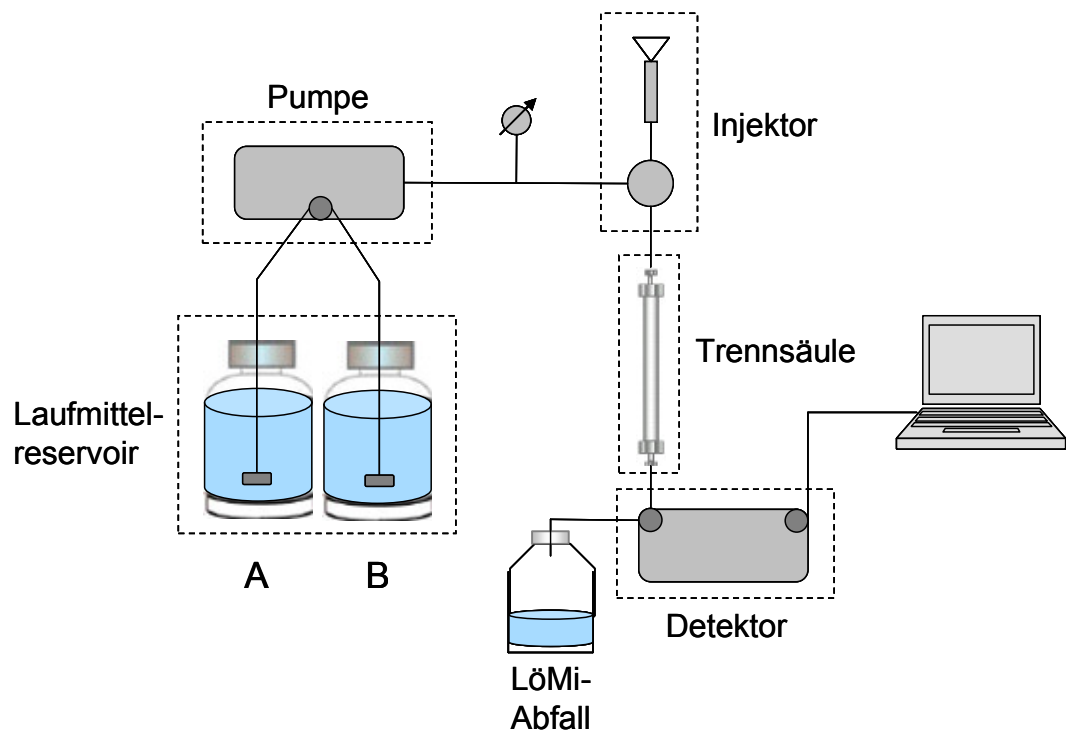 Pumpe
Injektor
Trennsäule
Laufmittel-
reservoir
A
B
Detektor
LöMi-
Abfall